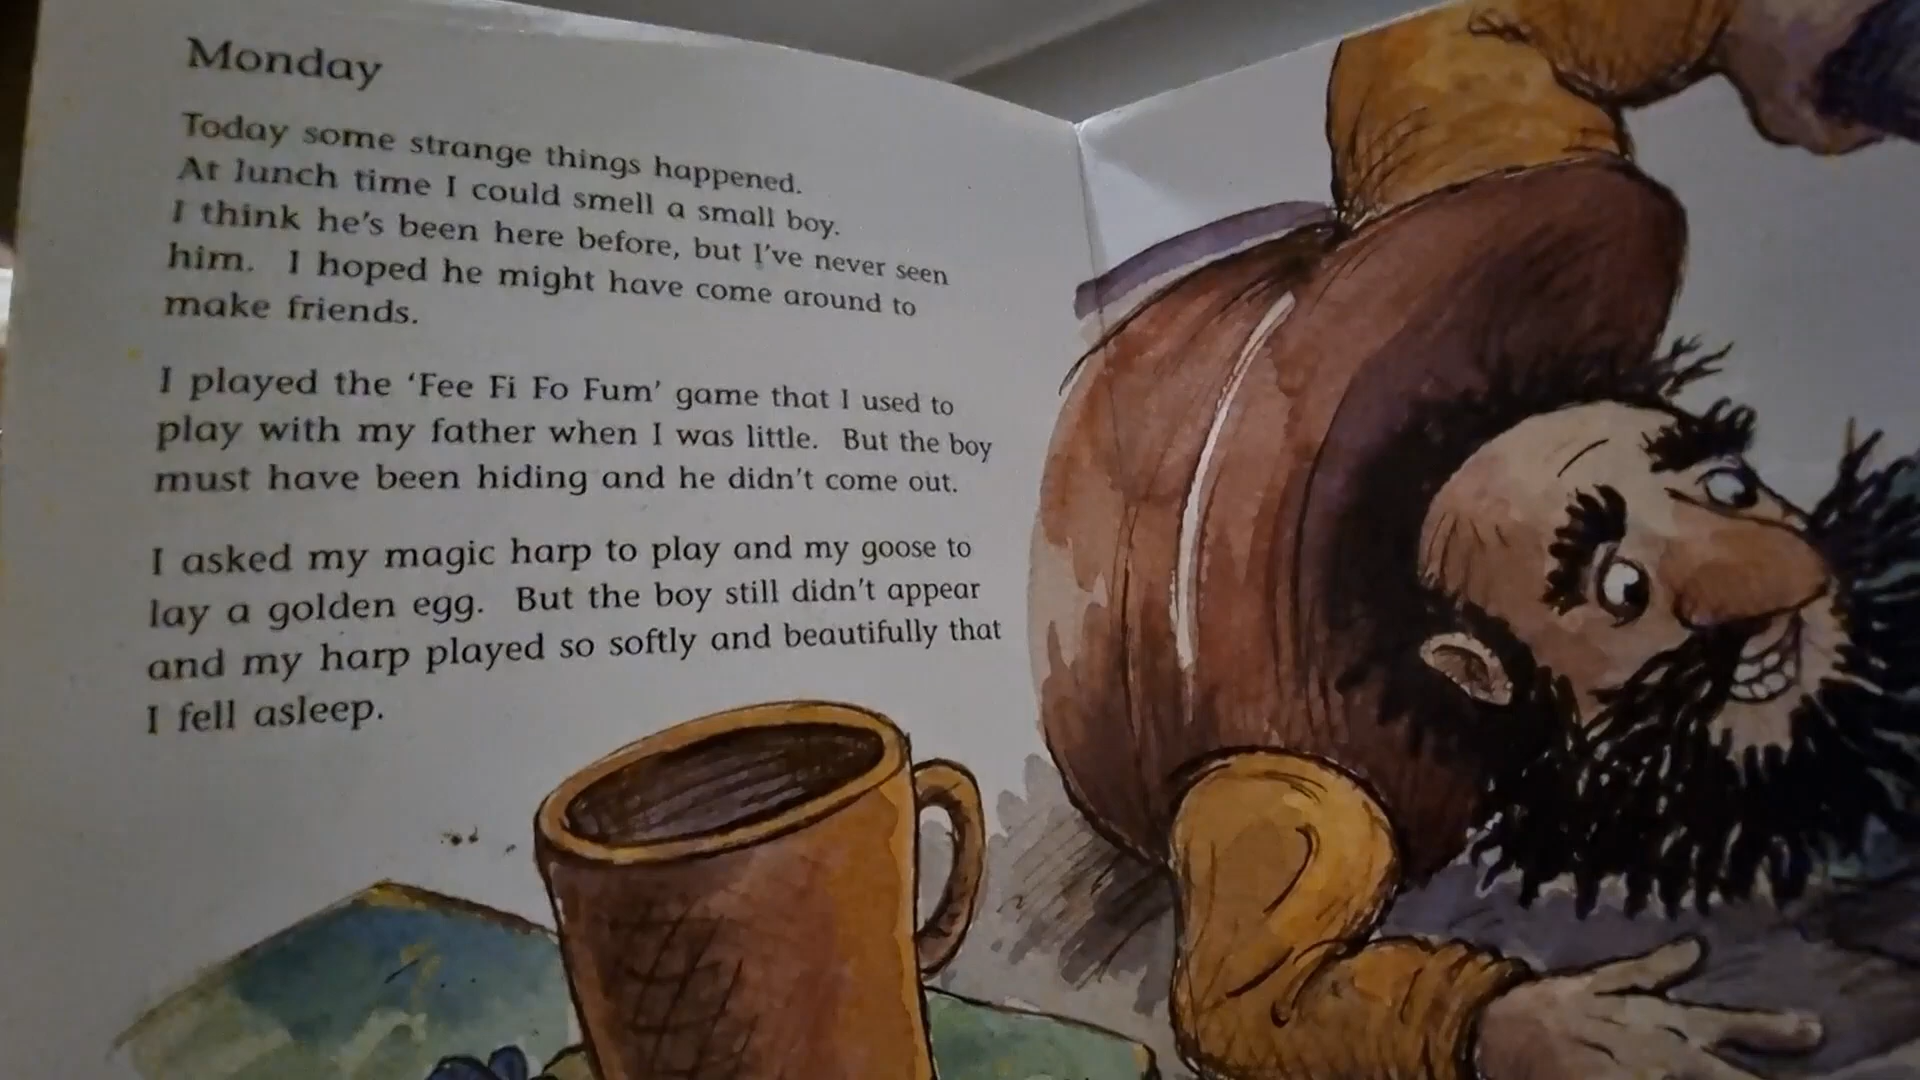 Monday
Today some strange things happened.
At lunch time I could smell a small boy.
I think he's been here before, but I've never seen
him. I hoped he might have come around to
make friends.
I played the 'Fee Fi Fo Fum' game that I used to
play with my father when I was little. But the boy
must have been hiding and he didn't come out.
I asked my magic harp to play and my goose to
lay a golden egg. But the boy still didn't appear
and my harp played so softly and beautifully that
I fell asleep.